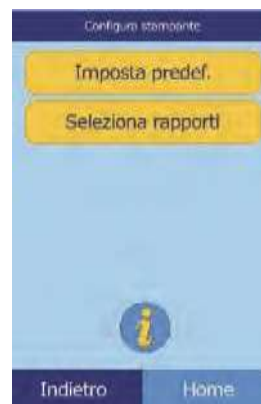 Configura stampante
Imposta predef.
Seleziona rapporti
i
Indietro
Home